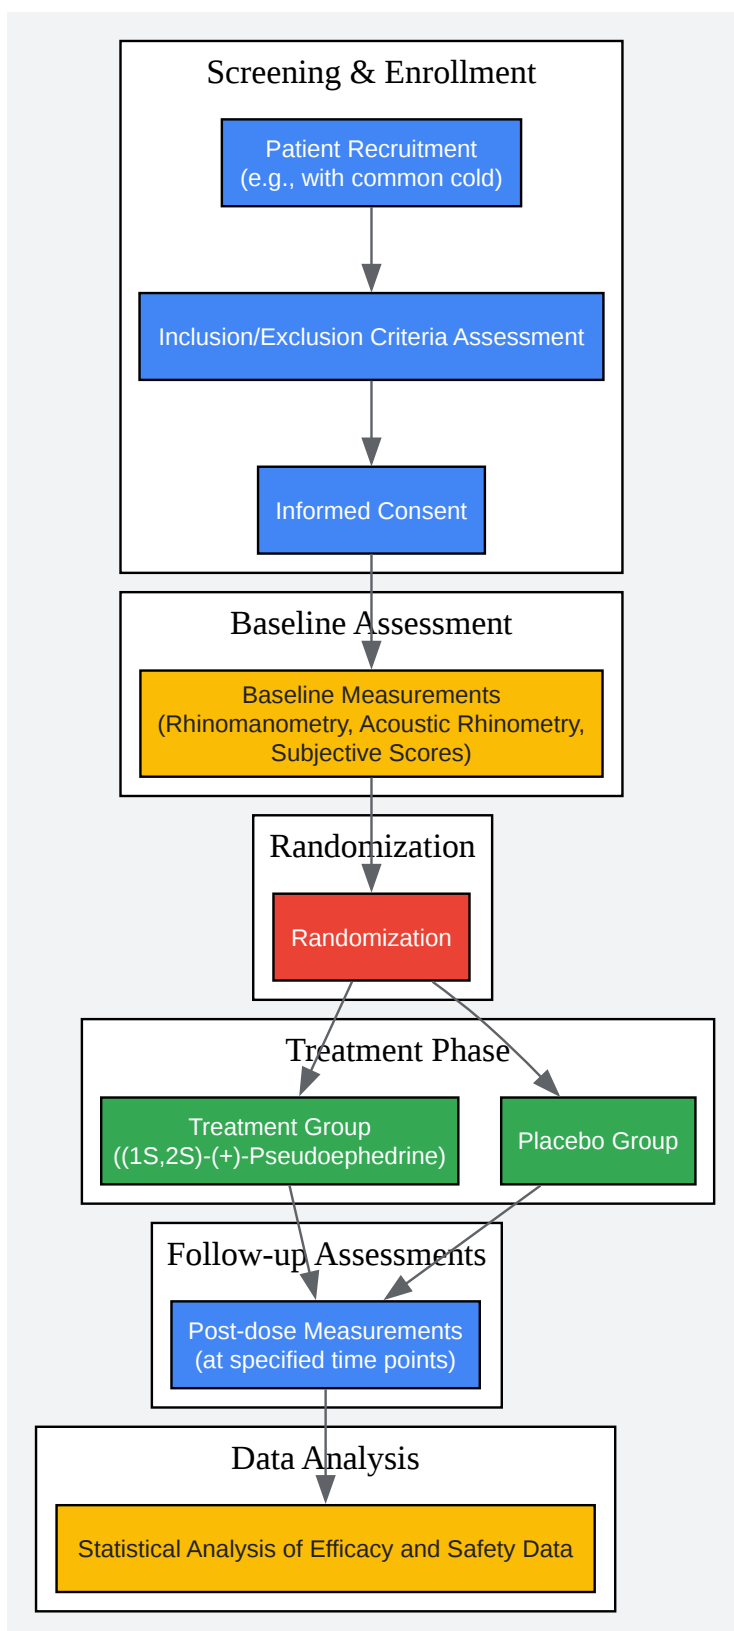 Screening & Enrollment
Patient Recruitment
(e.g., with common cold)
Inclusion/Exclusion Criteria Assessment
Informed Consent
Baseline Assessment
Baseline Measurements
(Rhinomanometry, Acoustic Rhinometry,
Subjective Scores)
Randomization
Randomization
Treatment Phase
Treatment Group
((1S,2S)-(+)-Pseudoephedrine)
Placebo Group
Follow-up Assessments
Post-dose Measurements
(at specified time points)
Data Analysis
Statistical Analysis of Efficacy and Safety Data